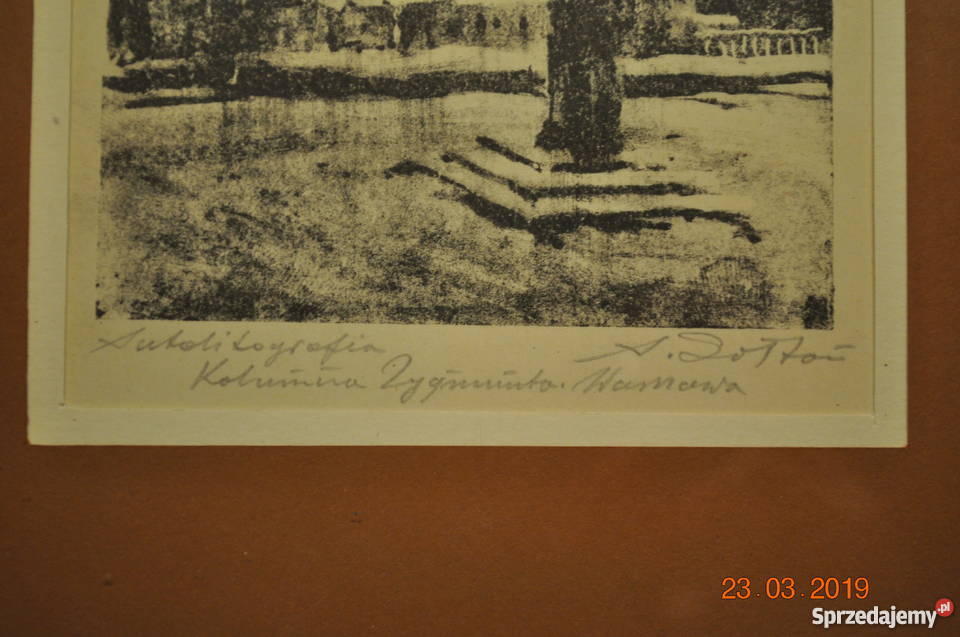 Autolitografia
Kolumna Zygmunta. Warszawa
23.03.2019
Sprzedajemy.pl